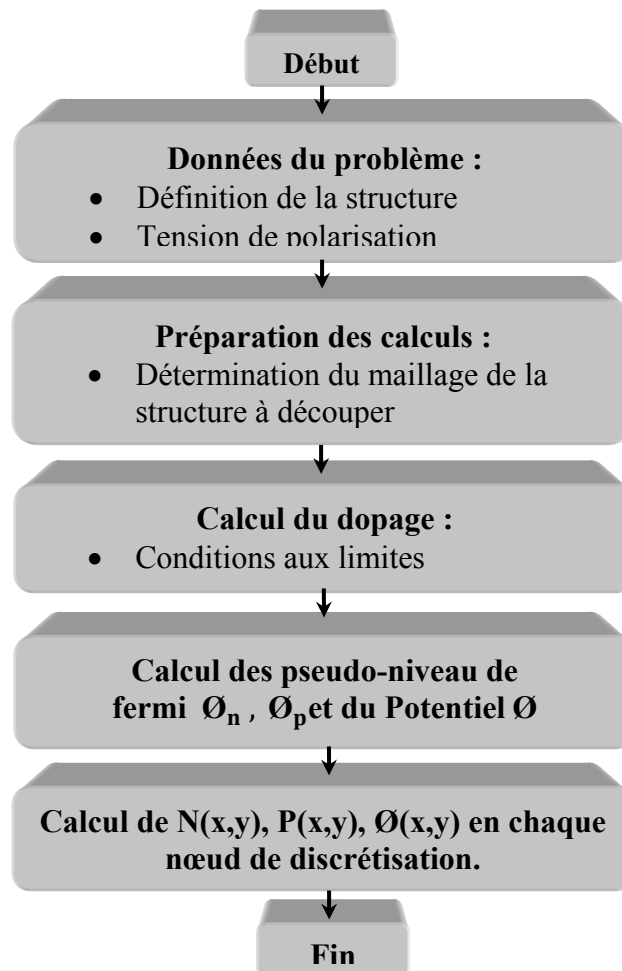 Début
Données du problème :
• Définition de la structure
• Tension de polarisation
Préparation des calculs :
• Détermination du maillage de la
structure à découper
Calcul du dopage :
• Conditions aux limites
Calcul des pseudo-niveau de
fermi Øₙ , Øₚet du Potentiel Ø
Calcul de N(x,y), P(x,y), Ø(x,y) en chaque
nœud de discrétisation.
Fin